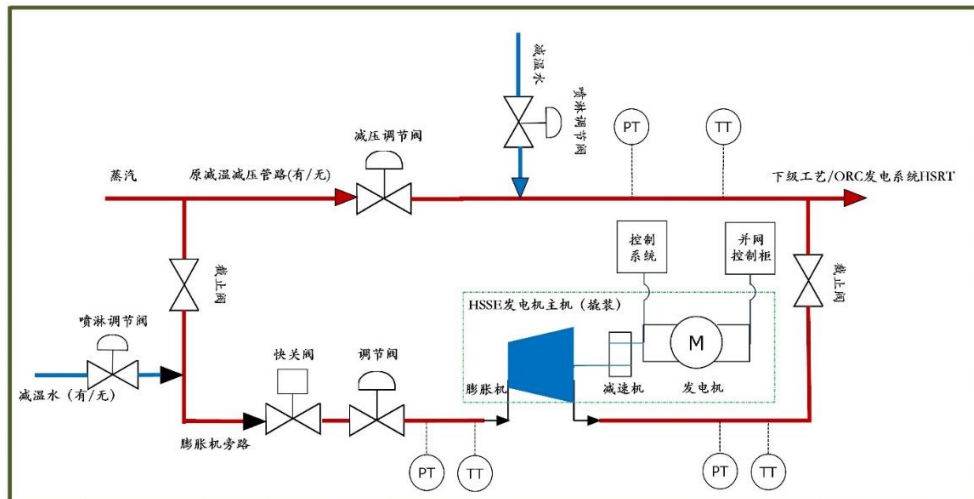 减温水
喷淋调节阀
减压调节阀
PT
TT
蒸汽
原减温减压管路(有/无)
下级工艺/ORC发电系统HSRT
控制
系统
并网
控制柜
截止阀
截止阀
HSSE发电机主机（撬装）
喷淋调节阀
快关阀
调节阀
M
减温水（有/无）
膨胀机
减速机
发电机
膨胀机旁路
PT
TT
PT
TT